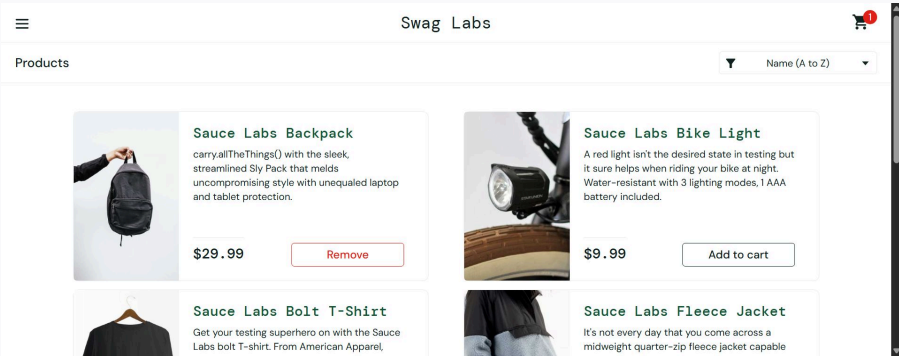 Swag Labs
1
Products
Name (A to Z)
Sauce Labs Backpack
carry.allTheThings() with the sleek,
streamlined Sly Pack that melds
uncompromising style with unequaled laptop
and tablet protection.
$29.99
Remove
Sauce Labs Bike Light
A red light isn't the desired state in testing but
it sure helps when riding your bike at night.
Water-resistant with 3 lighting modes, 1 AAA
battery included.
$9.99
Add to cart
Sauce Labs Bolt T-Shirt
Get your testing superhero on with the Sauce
Labs bolt T-shirt. From American Apparel,
Sauce Labs Fleece Jacket
It's not every day that you come across a
midweight quarter-zip fleece jacket capable